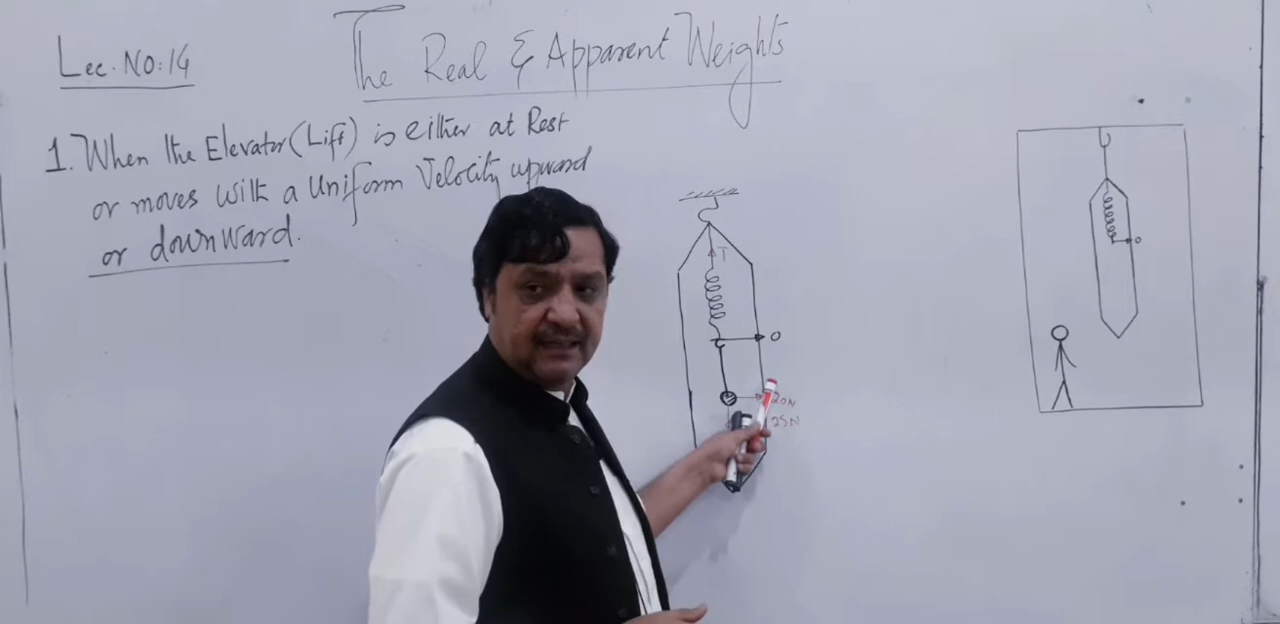 Lec. No: 14
The Real & Apparent Weights
1. When the Elevator (Lift) is either at Rest
or moves with a Uniform Velocity upward
or downward.
T
0
20N
25N
0